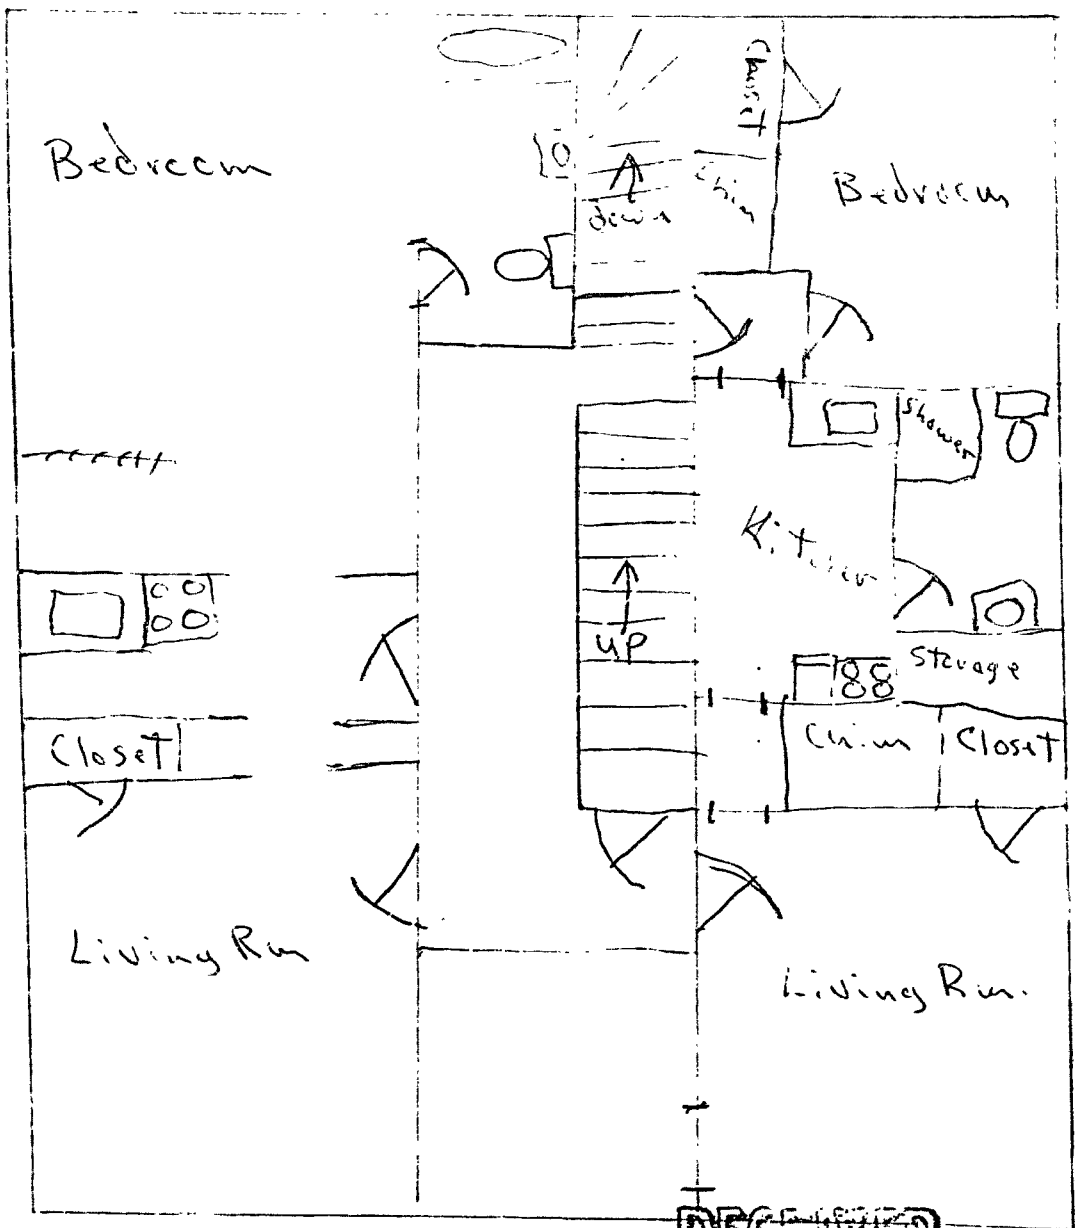 Closet
Bedroom
Bedroom
Chim
down
Shower
Kitchen
UP
Storage
Closet
Chim
Closet
Living Rm
Living Rm.